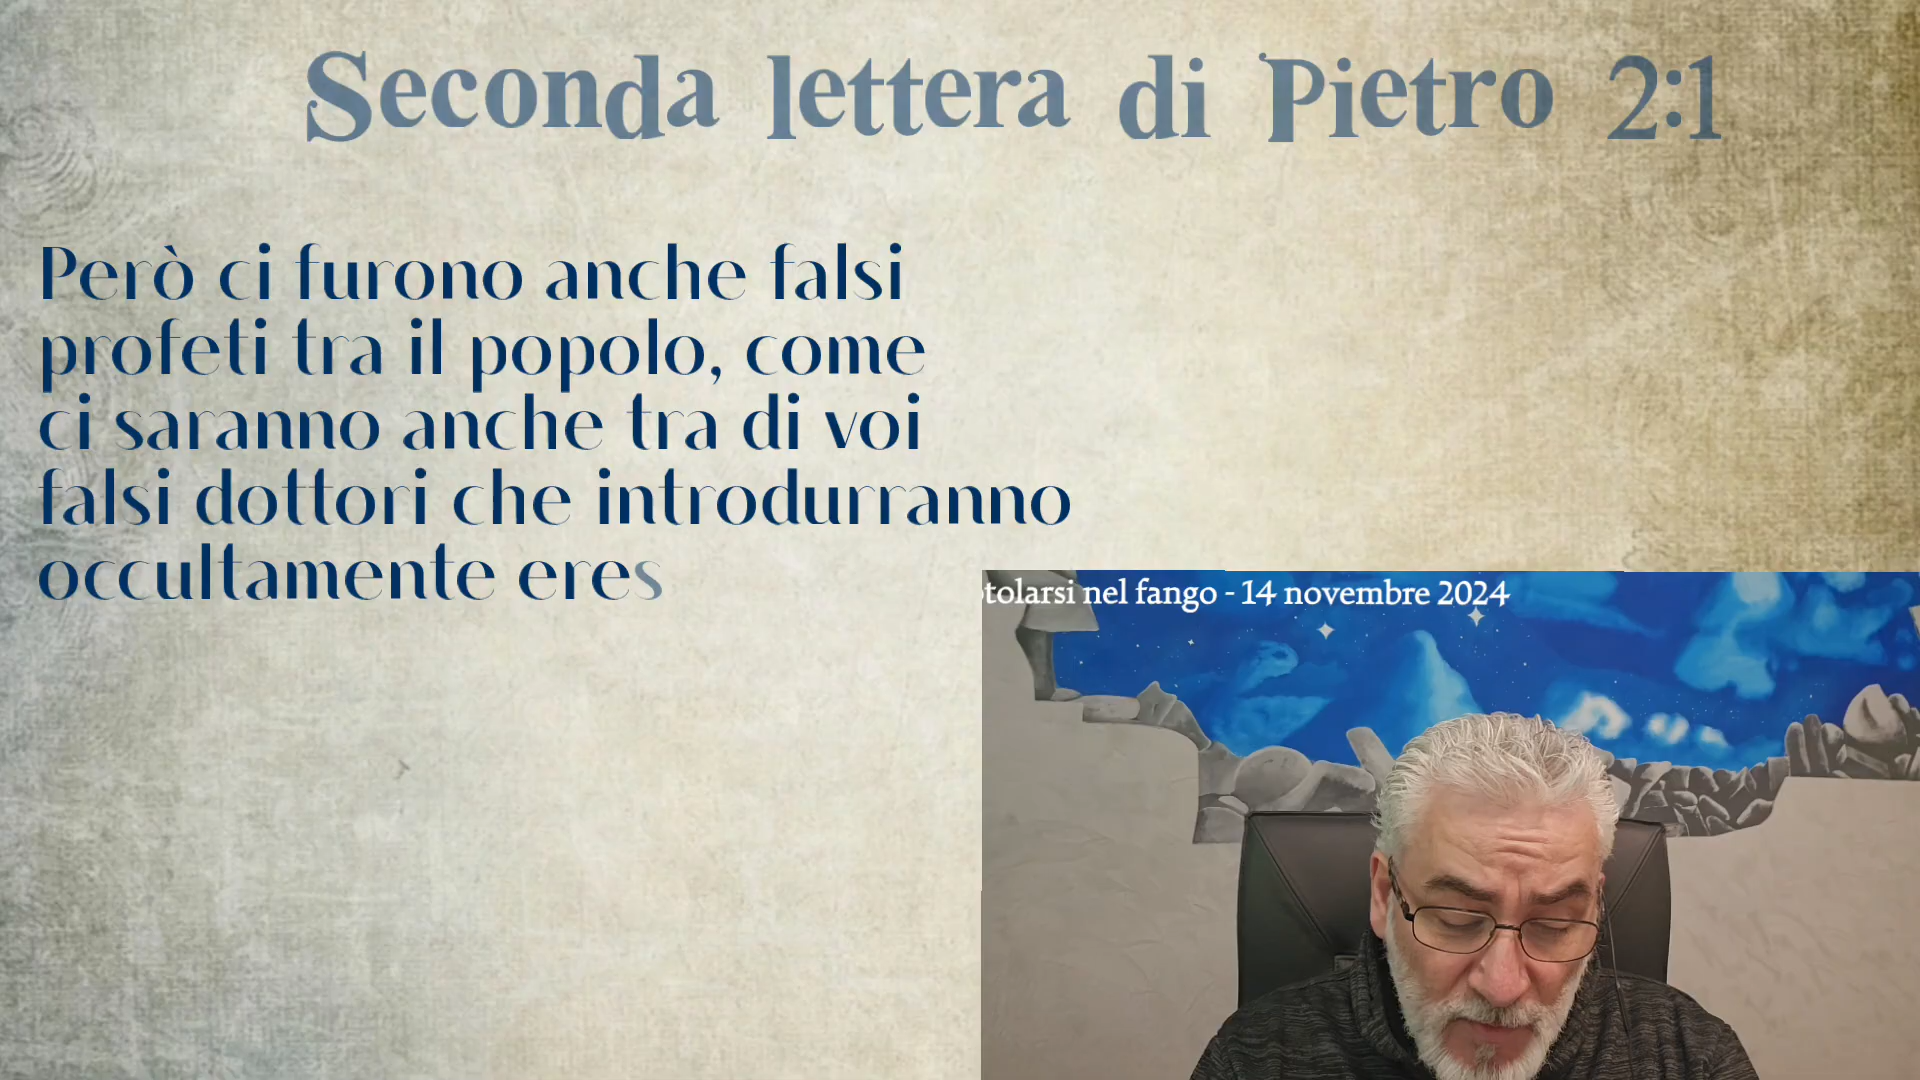 Seconda lettera di Pietro 2:1
Però ci furono anche falsi
profeti tra il popolo, come
ci saranno anche tra di voi
falsi dottori che introdurranno
occultamente eres
tolarsi nel fango - 14 novembre 2024